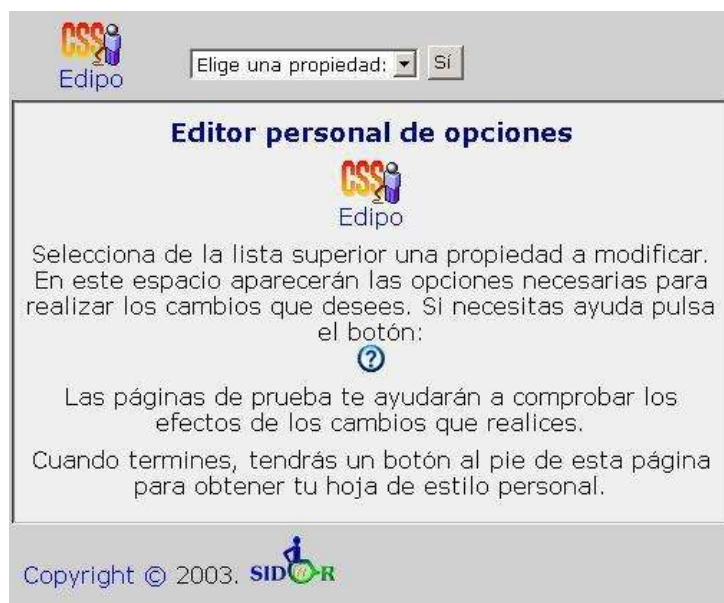 CSS
Edipo
Elige una propiedad:
Sí
Editor personal de opciones
CSS
Edipo
Selecciona de la lista superior una propiedad a modificar.
En este espacio aparecerán las opciones necesarias para
realizar los cambios que desees. Si necesitas ayuda pulsa
el botón:
?
Las páginas de prueba te ayudarán a comprobar los
efectos de los cambios que realices.
Cuando termines, tendrás un botón al pie de esta página
para obtener tu hoja de estilo personal.
Copyright © 2003. SIDAR